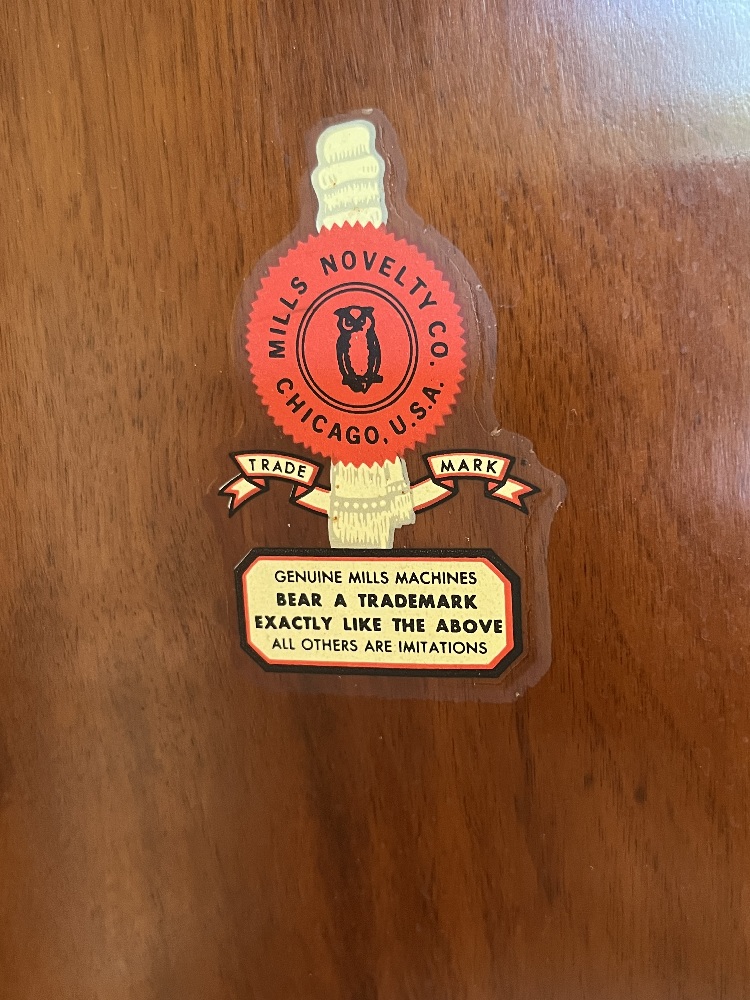 MILLS NOVELTY CO.
CHICAGO, U.S.A.
TRADE MARK
GENUINE MILLS MACHINES
BEAR A TRADEMARK
EXACTLY LIKE THE ABOVE
ALL OTHERS ARE IMITATIONS